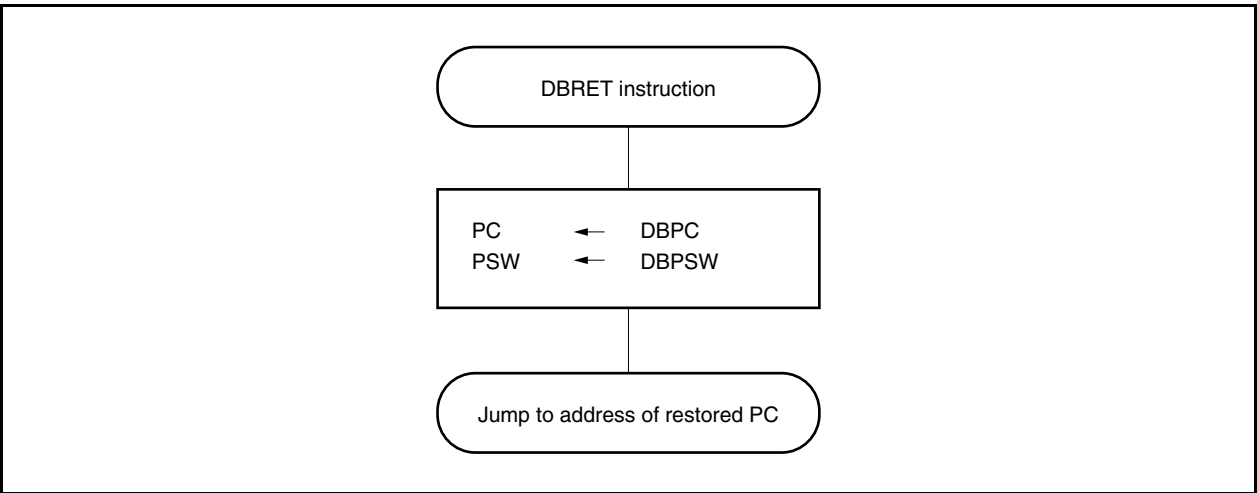 DBRET instruction
PC ← DBPC
PSW ← DBPSW
Jump to address of restored PC